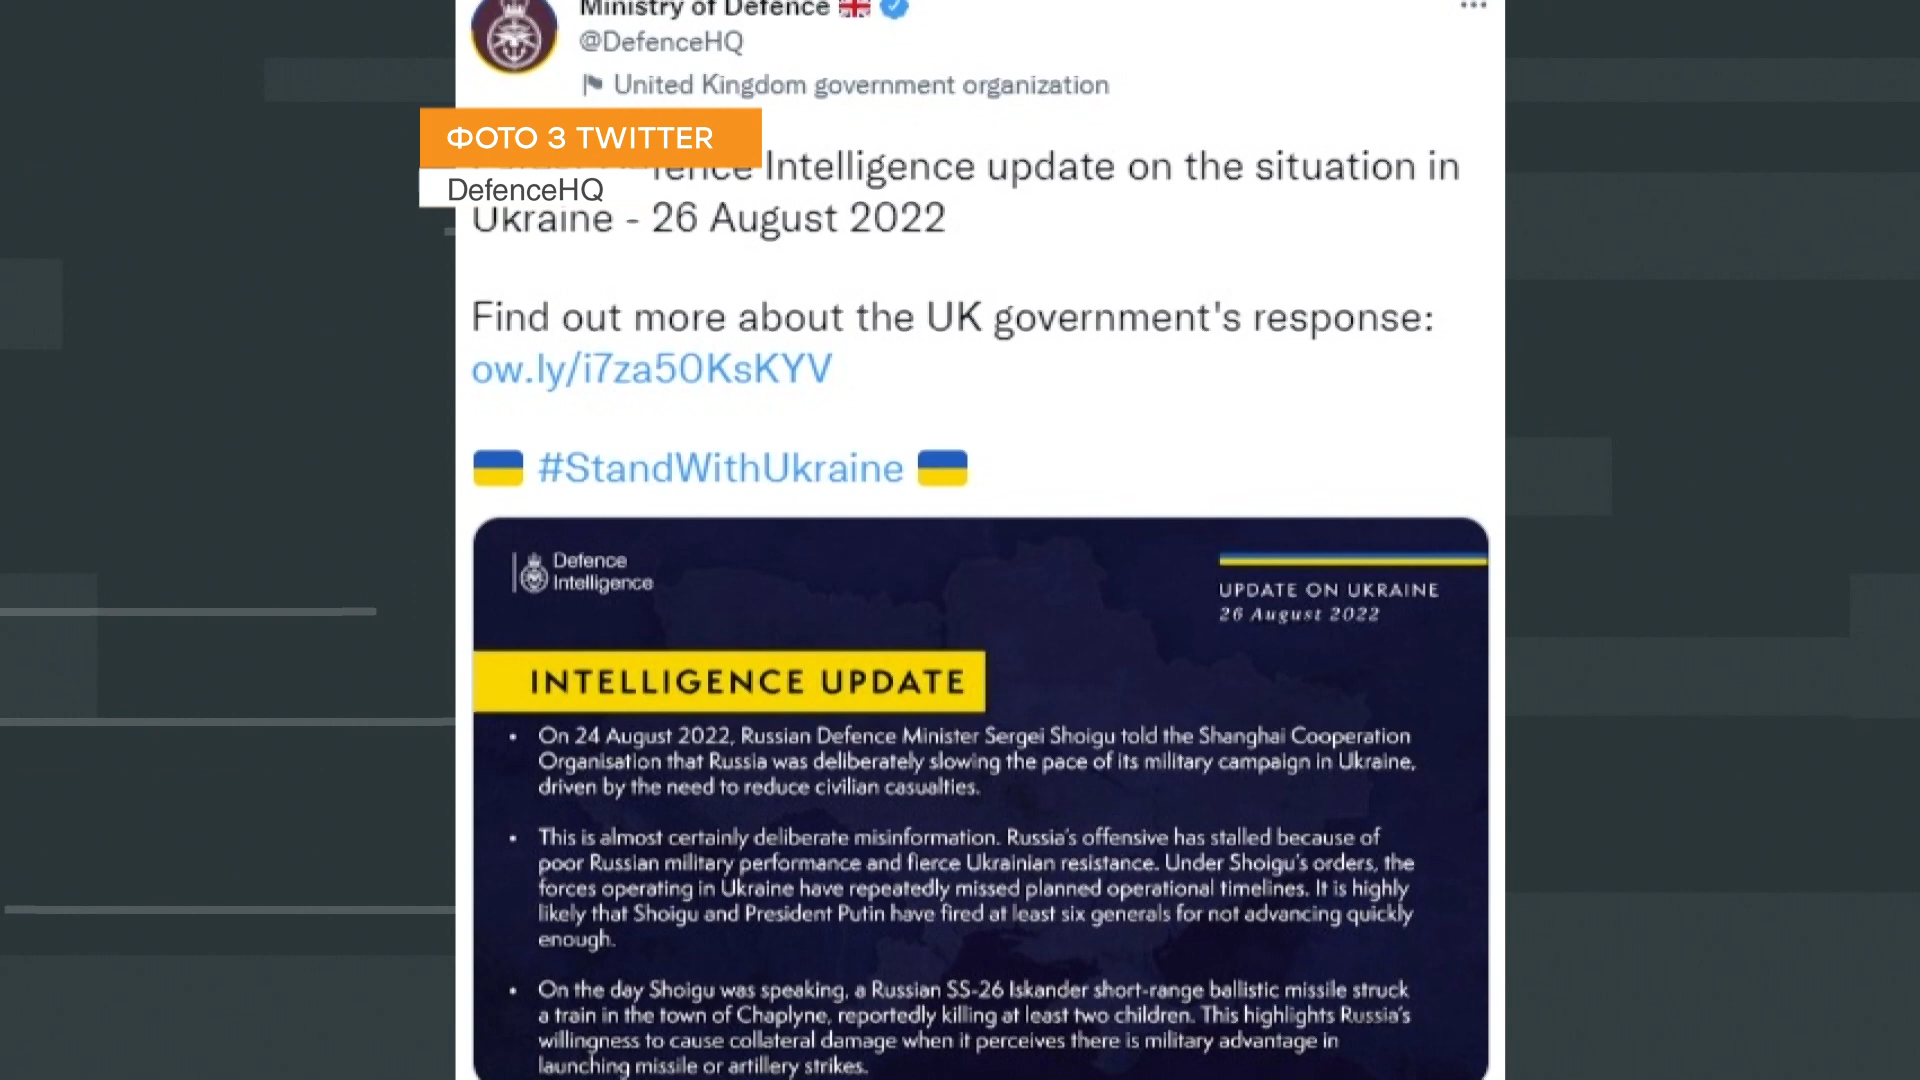 Ministry of Defence
@DefenceHQ
United Kingdom government organization
ФОТО З TWITTER
DefenceHQ
Intelligence update on the situation in
Ukraine - 26 August 2022
Find out more about the UK government's response:
ow.ly/i7za50KsKYV
#StandWithUkraine
Defence
Intelligence
UPDATE ON UKRAINE
26 August 2022
INTELLIGENCE UPDATE
• On 24 August 2022, Russian Defence Minister Sergei Shoigu told the Shanghai Cooperation
Organisation that Russia was deliberately slowing the pace of its military campaign in Ukraine,
driven by the need to reduce civilian casualties.
• This is almost certainly deliberate misinformation. Russia's offensive has stalled because of
poor Russian military performance and fierce Ukrainian resistance. Under Shoigu's orders, the
forces operating in Ukraine have repeatedly missed planned operational timelines. It is highly
likely that Shoigu and President Putin have fired at least six generals for not advancing quickly
enough.
• On the day Shoigu was speaking, a Russian SS-26 Iskander short-range ballistic missile struck
a train in the town of Chaplyne, reportedly killing at least two children. This highlights Russia's
willingness to cause collateral damage when it perceives there is military advantage in
launching missile or artillery strikes.